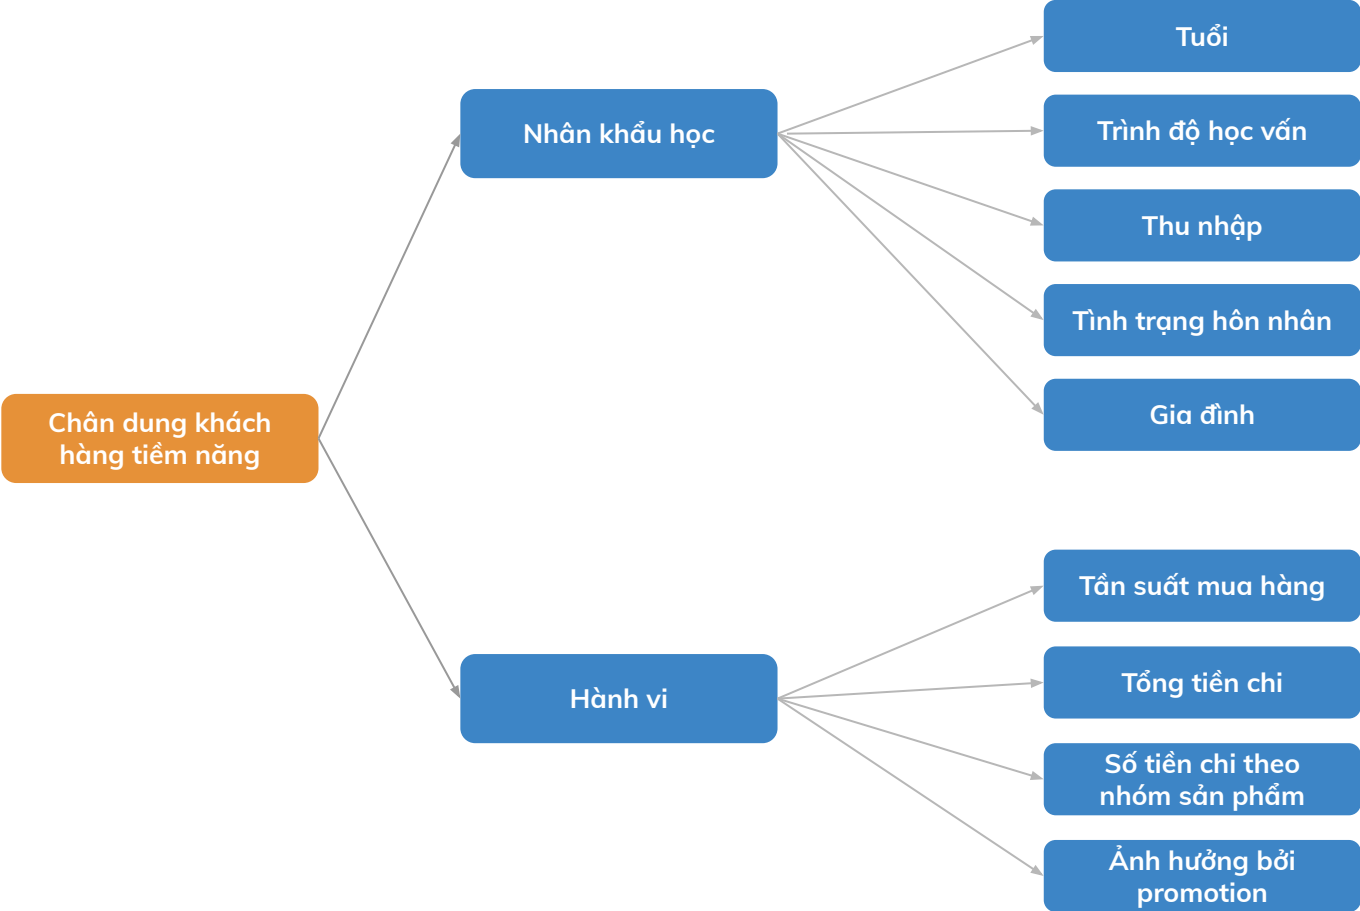 Tuổi
Nhân khẩu học
Trình độ học vấn
Thu nhập
Tình trạng hôn nhân
Gia đình
Chân dung khách
hàng tiềm năng
Tần suất mua hàng
Hành vi
Tổng tiền chi
Số tiền chi theo
nhóm sản phẩm
Ảnh hưởng bởi
promotion